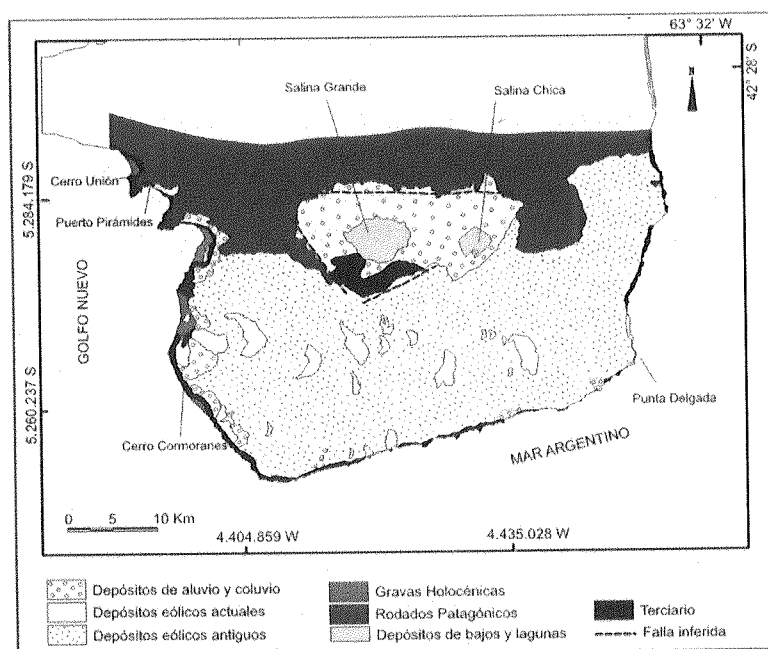 63° 32' W
42° 28' S
N
Salina Grande
Salina Chica
Cerro Unión
Puerto Pirámides
5.284.179 S
GOLFO NUEVO
5.260.237 S
Punta Delgada
Cerro Cormoranes
MAR ARGENTINO
0 5 10 Km
4.404.859 W
4.435.028 W
Depósitos de aluvio y coluvio
Depósitos eólicos actuales
Depósitos eólicos antiguos
Gravas Holocénicas
Rodados Patagónicos
Depósitos de bajos y lagunas
Terciario
Falla inferida